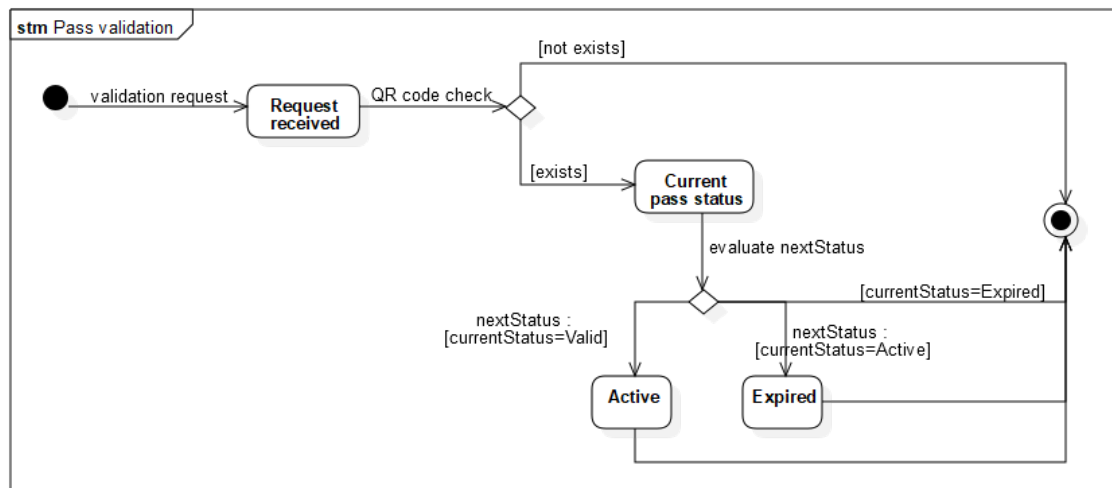 stm Pass validation
[not exists]
validation request
Request
received
QR code check
[exists]
Current
pass status
evaluate nextStatus
[currentStatus=Expired]
nextStatus :
[currentStatus=Valid]
nextStatus :
[currentStatus=Active]
Active
Expired